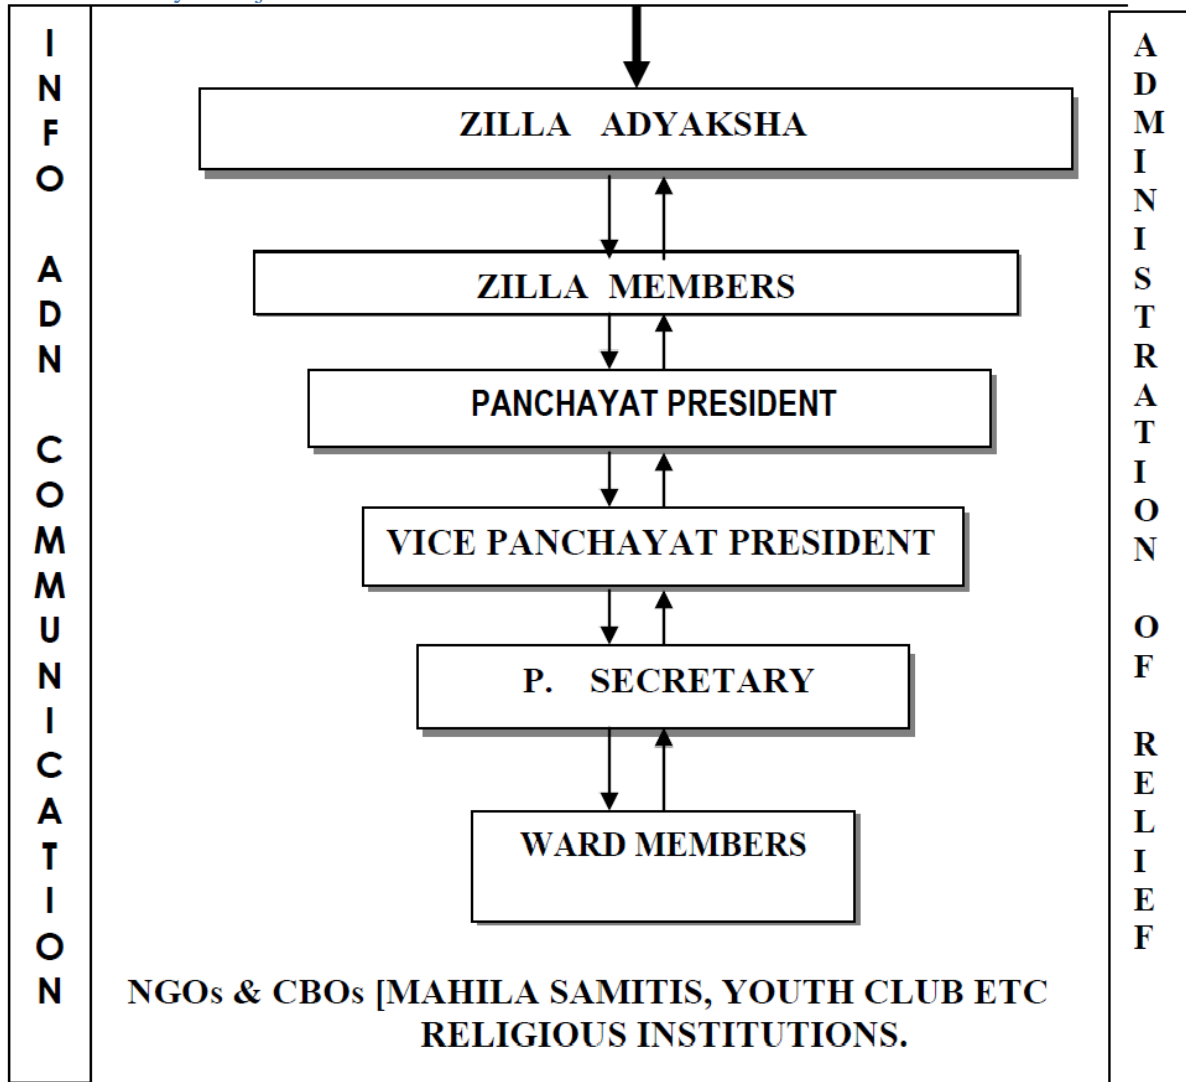 INFO ADN COMMUNICATION
ZILLA ADYAKSHA
ZILLA MEMBERS
PANCHAYAT PRESIDENT
VICE PANCHAYAT PRESIDENT
P. SECRETARY
WARD MEMBERS
NGOs & CBOs [MAHILA SAMITIS, YOUTH CLUB ETC
RELIGIOUS INSTITUTIONS.
ADMINISTRATION OF RELIEF